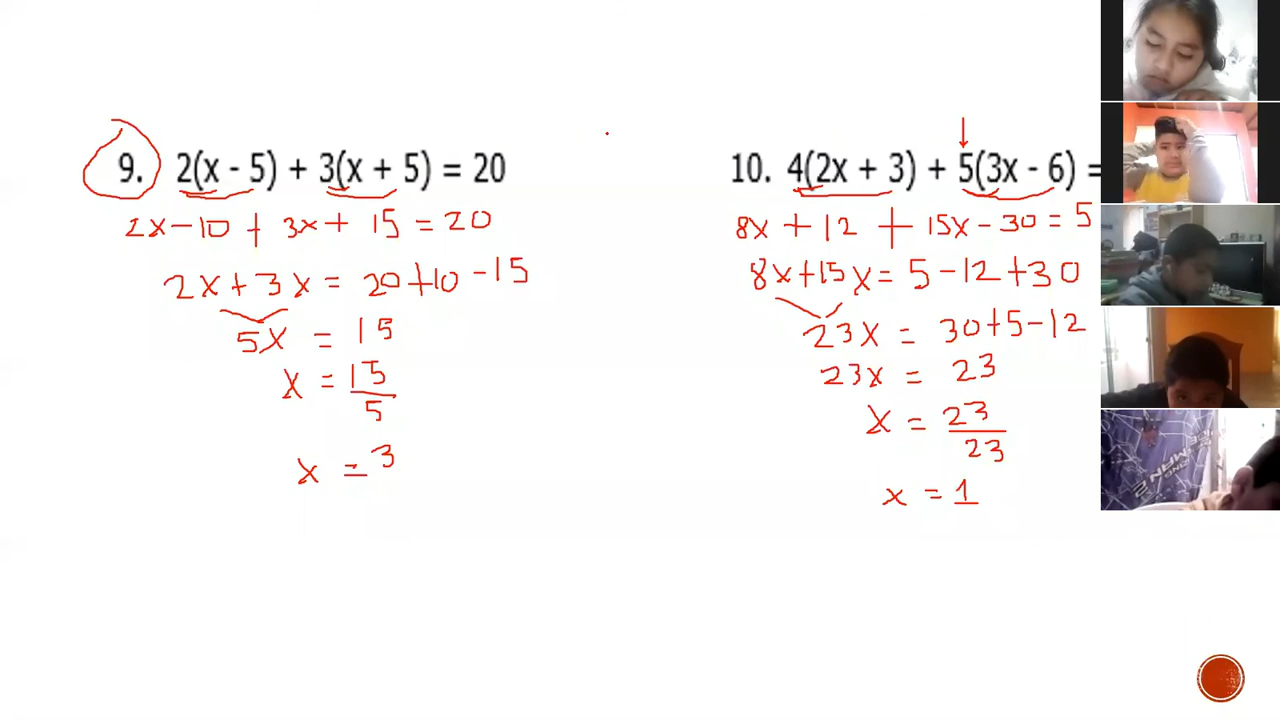 9. 2(x - 5) + 3(x + 5) = 20
2x - 10 + 3x + 15 = 20
2x + 3x = 20 + 10 - 15
5x = 15
x = 15/5
x = 3
10. 4(2x + 3) + 5(3x - 6) =
8x + 12 + 15x - 30 = 5
8x + 15x = 5 - 12 + 30
23x = 30 + 5 - 12
23x = 23
x = 23/23
x = 1